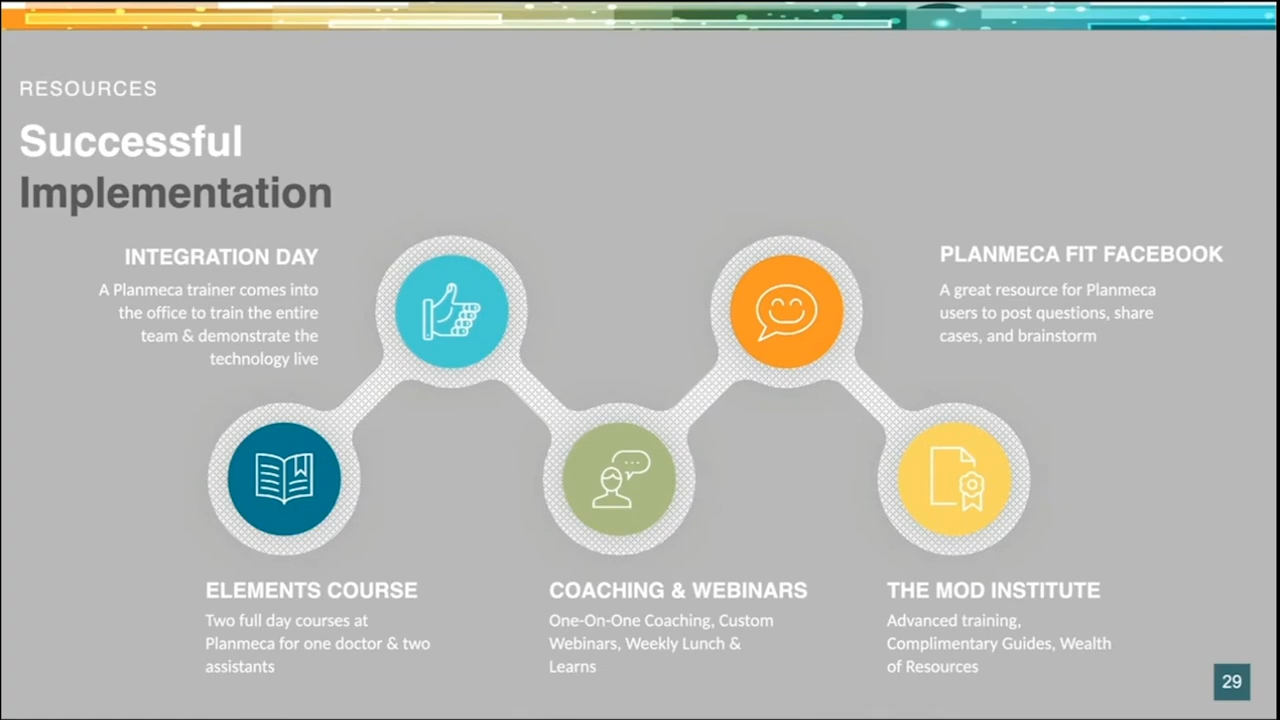 RESOURCES
Successful
Implementation
INTEGRATION DAY
A Planmeca trainer comes into
the office to train the entire
team & demonstrate the
technology live
PLANMECA FIT FACEBOOK
A great resource for Planmeca
users to post questions, share
cases, and brainstorm
ELEMENTS COURSE
Two full day courses at
Planmeca for one doctor & two
assistants
COACHING & WEBINARS
One-On-One Coaching, Custom
Webinars, Weekly Lunch &
Learns
THE MOD INSTITUTE
Advanced training,
Complimentary Guides, Wealth
of Resources
29